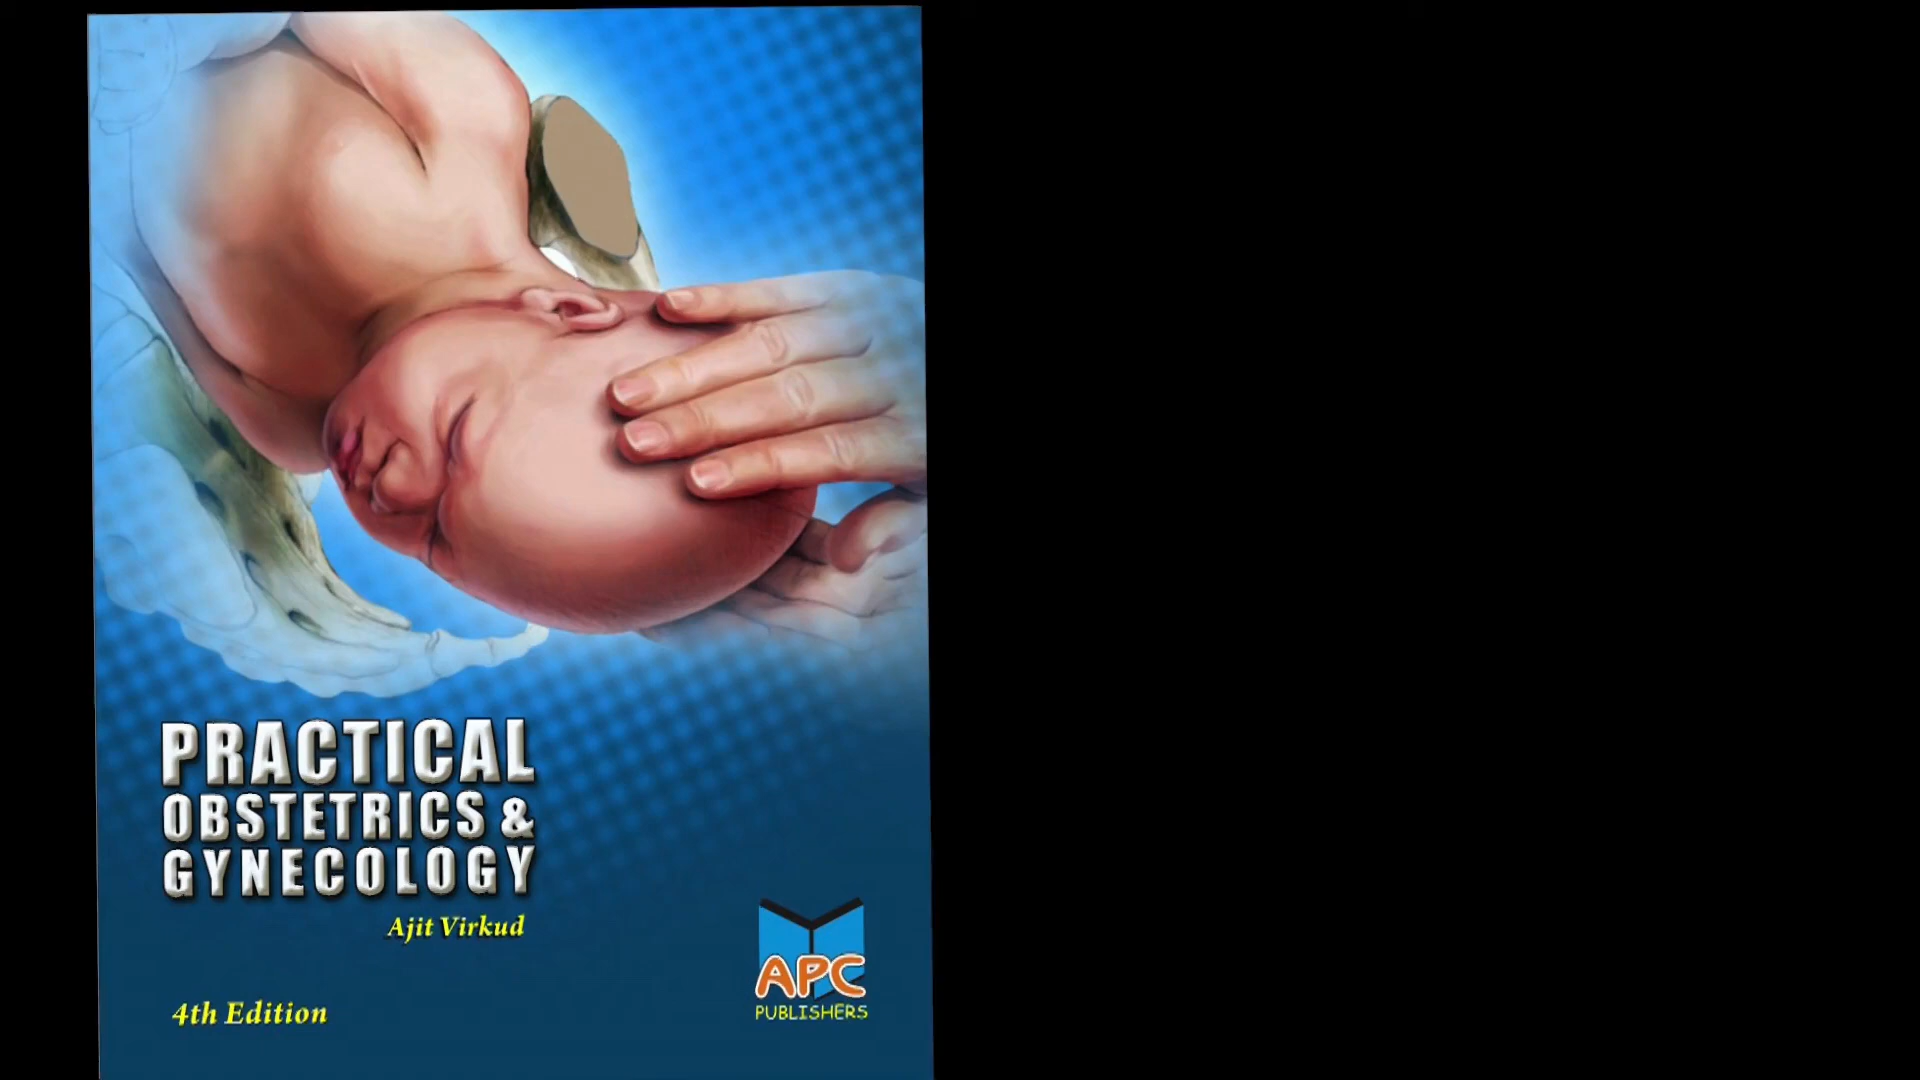 PRACTICAL
OBSTETRICS &
GYNECOLOGY
Ajit Virkud
4th Edition
APC
PUBLISHERS